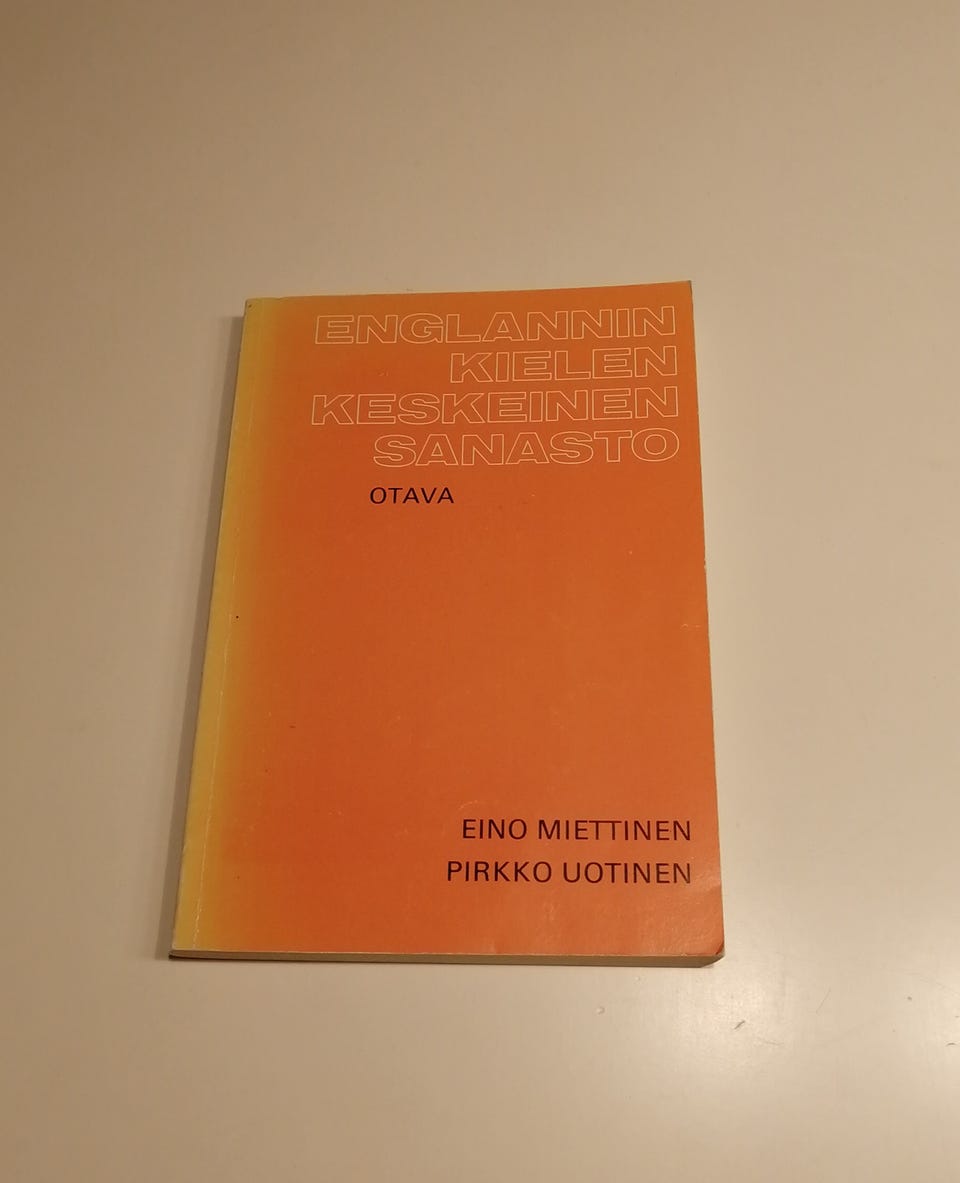 ENGLANNIN
KIELEN
KESKEINEN
SANASTO
OTAVA
EINO MIETTINEN
PIRKKO UOTINEN